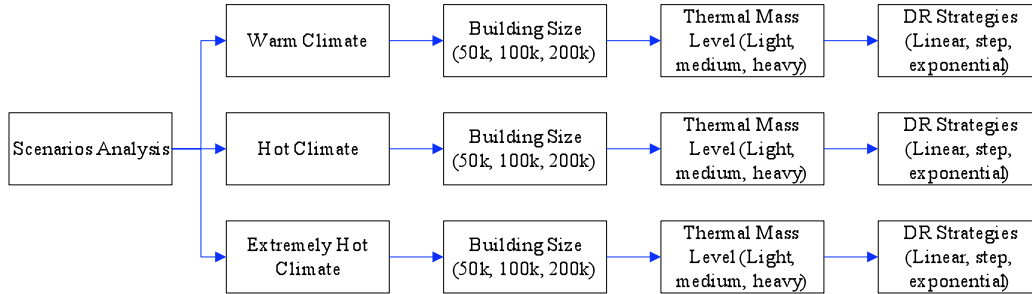 Warm Climate
Building Size
(50k, 100k, 200k)
Thermal Mass
Level (Light,
medium, heavy)
DR Strategies
(Linear, step,
exponential)
Scenarios Analysis
Hot Climate
Building Size
(50k, 100k, 200k)
Thermal Mass
Level (Light,
medium, heavy)
DR Strategies
(Linear, step,
exponential)
Extremely Hot
Climate
Building Size
(50k, 100k, 200k)
Thermal Mass
Level (Light,
medium, heavy)
DR Strategies
(Linear, step,
exponential)